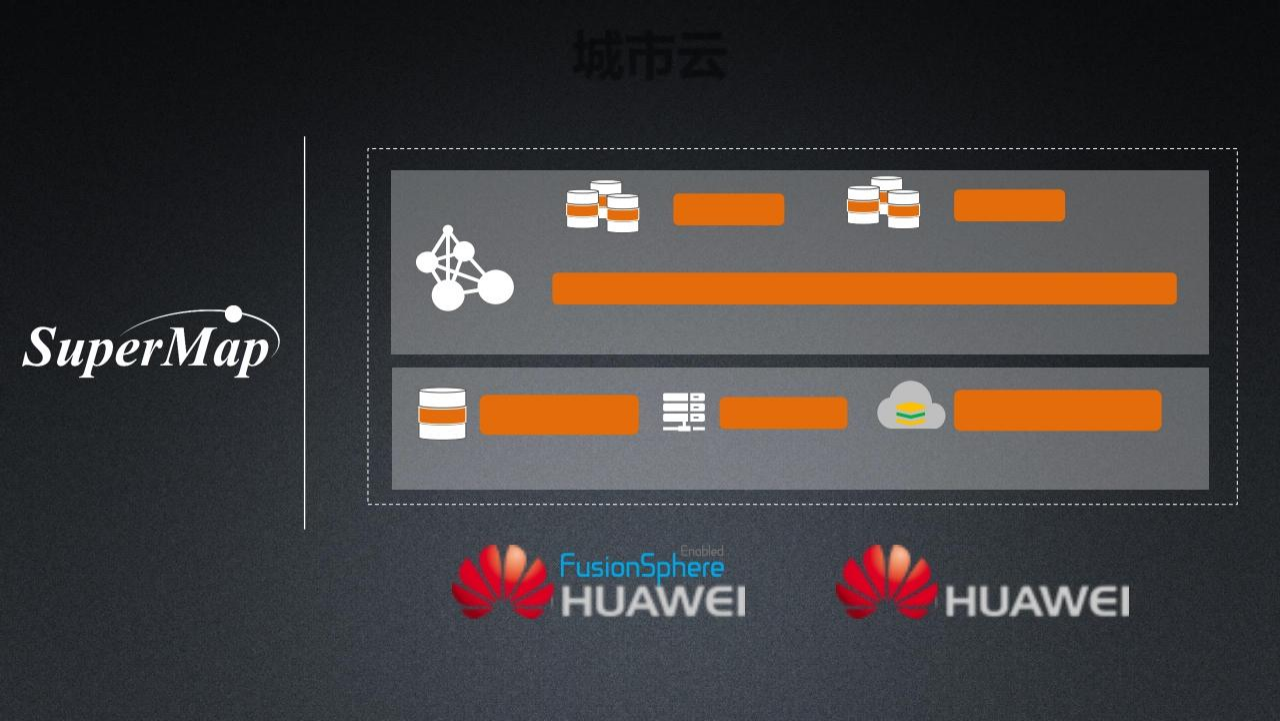 城市云
SuperMap
Enabled
FusionSphere
HUAWEI
HUAWEI